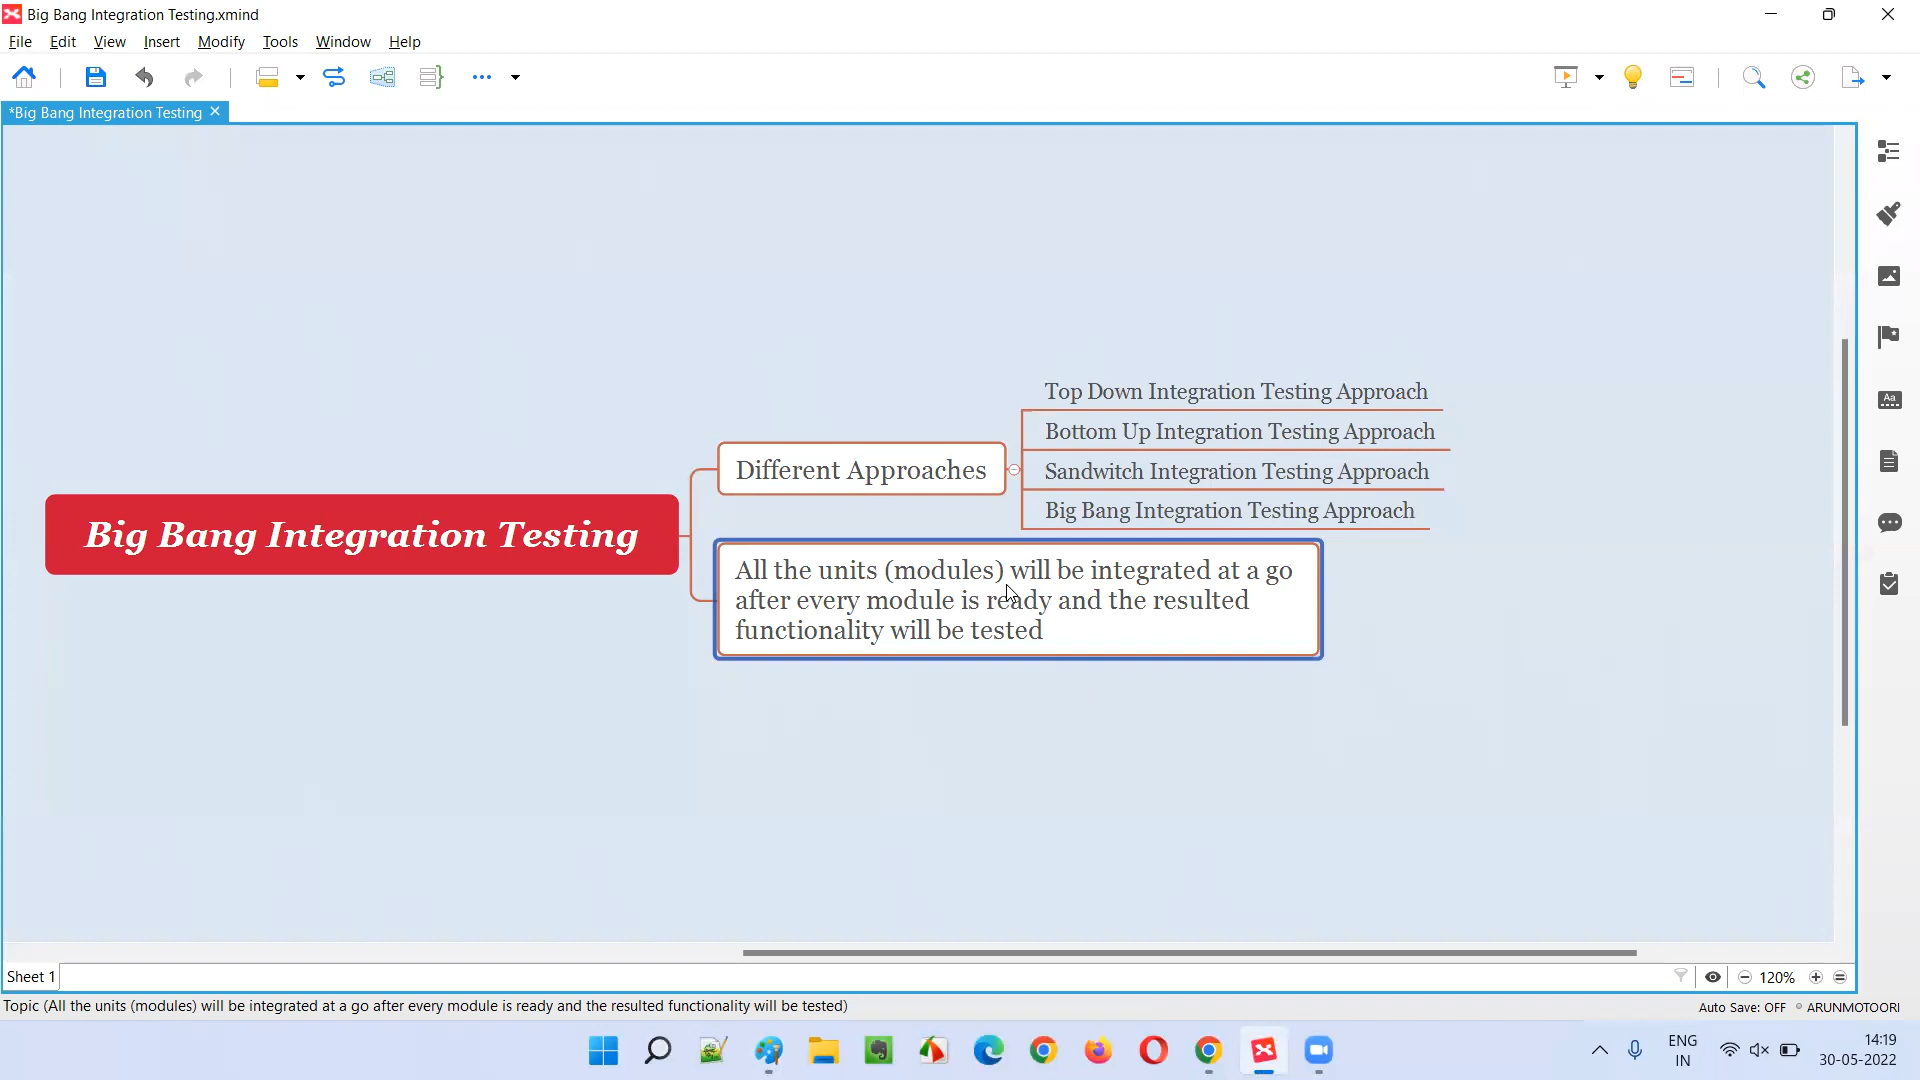 Big Bang Integration Testing.xmind
File Edit View Insert Modify Tools Window Help
*Big Bang Integration Testing
Top Down Integration Testing Approach
Bottom Up Integration Testing Approach
Different Approaches
Sandwitch Integration Testing Approach
Big Bang Integration Testing Approach
Big Bang Integration Testing
All the units (modules) will be integrated at a go
after every module is ready and the resulted
functionality will be tested
Aa
Sheet 1
120%
Topic (All the units (modules) will be integrated at a go after every module is ready and the resulted functionality will be tested)
Auto Save: OFF ARUNMOTOORI
ENG
IN
14:19
30-05-2022